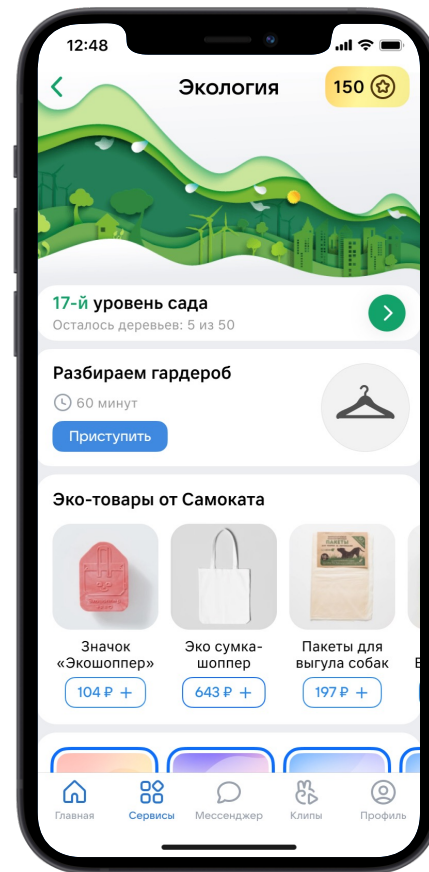 12:48
Экология
150
17-й уровень сада
Осталось деревьев: 5 из 50
Разбираем гардероб
60 минут
Приступить
Эко-товары от Самоката
ПАКЕТЫ
Значок
«Экошоппер»
Эко сумка-
шоппер
Пакеты для
выгула собак
104 ₽ +
643 ₽ +
197 ₽ +
Главная
Сервисы
Мессенджер
Клипы
Профиль